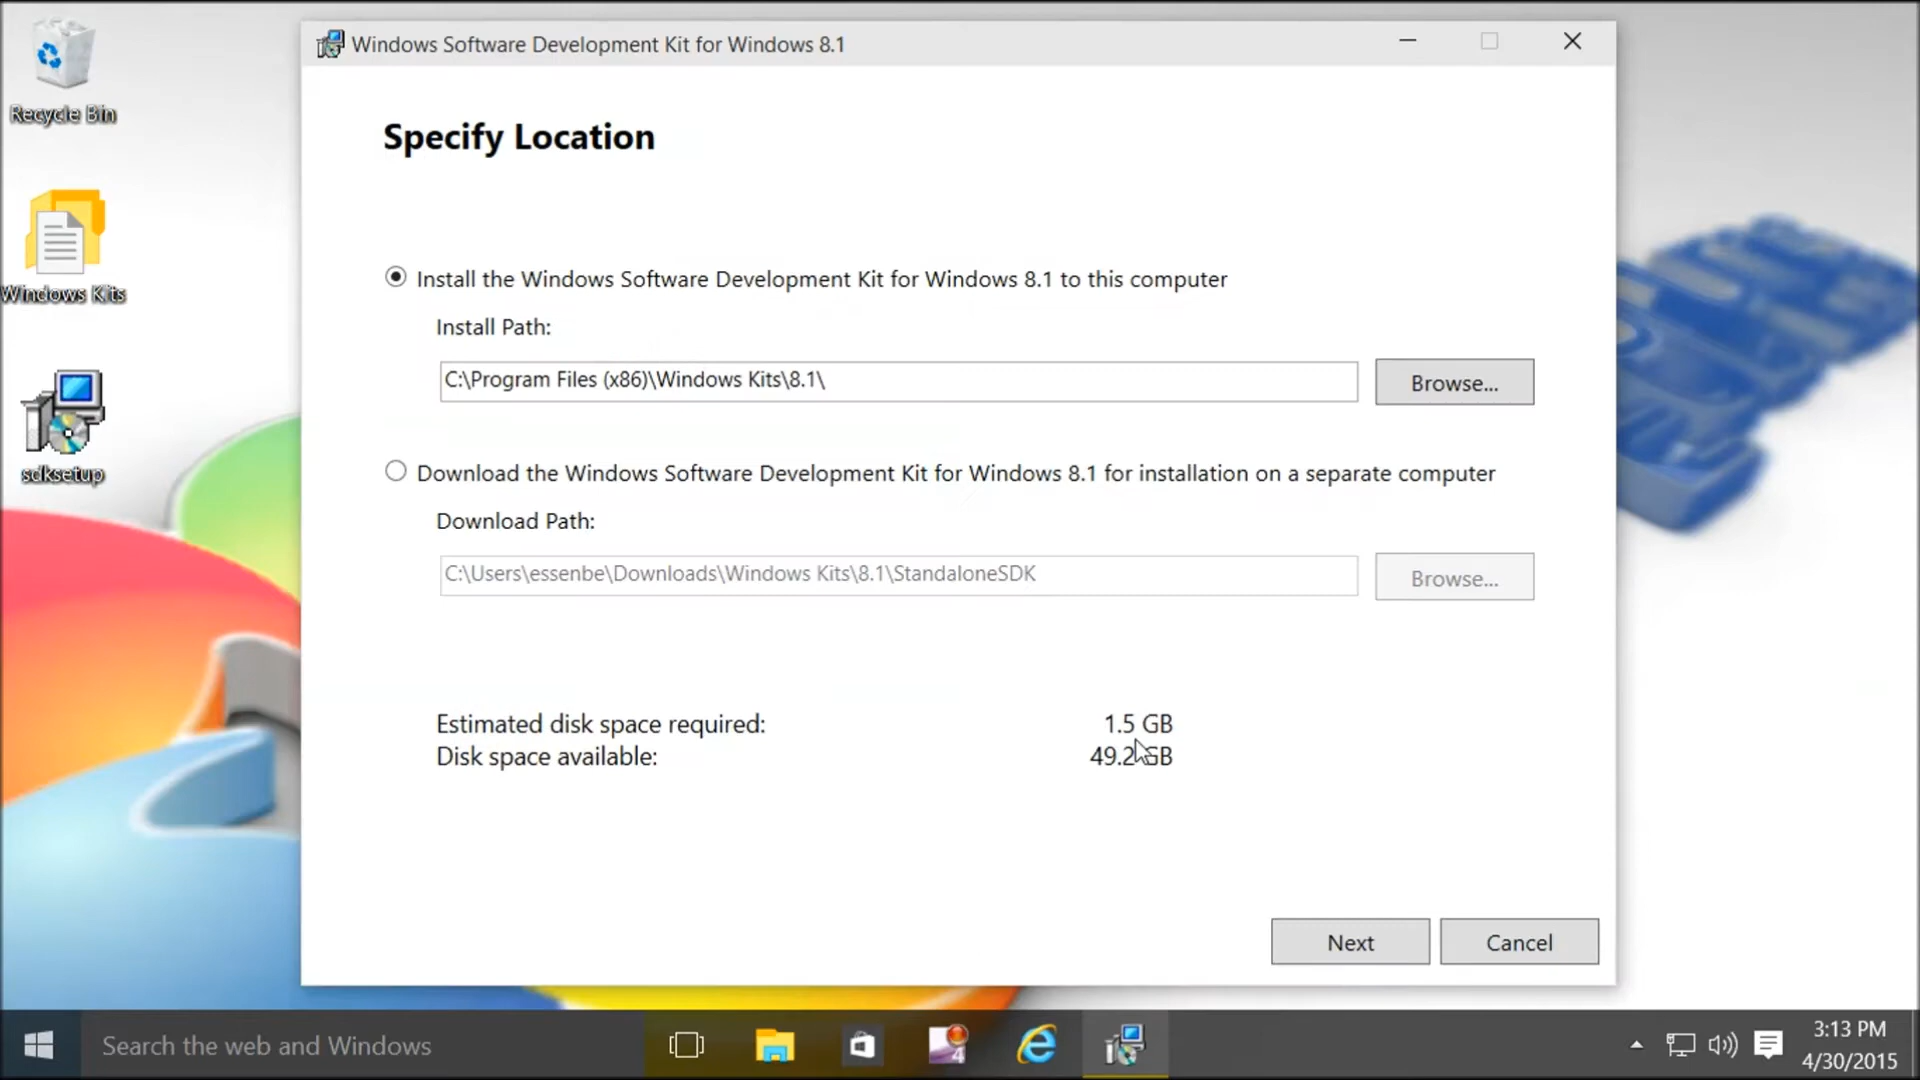 Windows Software Development Kit for Windows 8.1
Recycle Bin
Specify Location
Windows Kits
Install the Windows Software Development Kit for Windows 8.1 to this computer
Install Path:
C:\Program Files (x86)\Windows Kits\8.1\
Browse...
sdksetup
Download the Windows Software Development Kit for Windows 8.1 for installation on a separate computer
Download Path:
C:\Users\essenbe\Downloads\Windows Kits\8.1\StandaloneSDK
Browse...
Estimated disk space required: 1.5 GB
Disk space available: 49.2 GB
Next
Cancel
Search the web and Windows
4
3:13 PM
4/30/2015